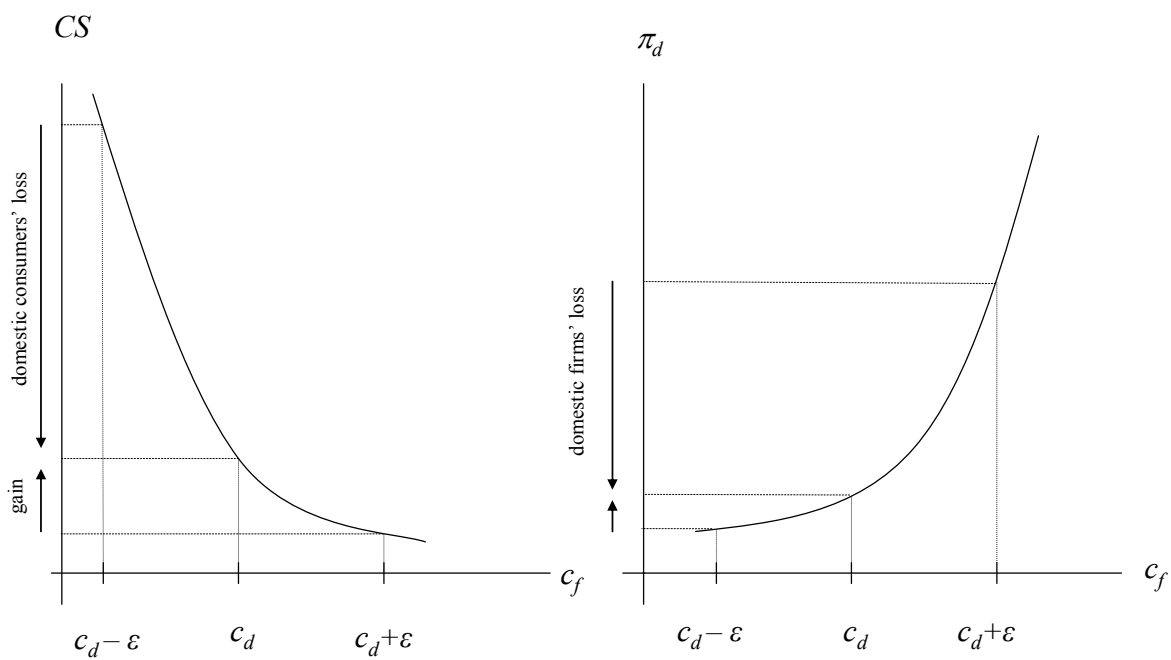 CS
domestic consumers' loss
gain
c_f
c_d − ε
c_d
c_d+ε
π_d
domestic firms' loss
c_f
c_d − ε
c_d
c_d+ε